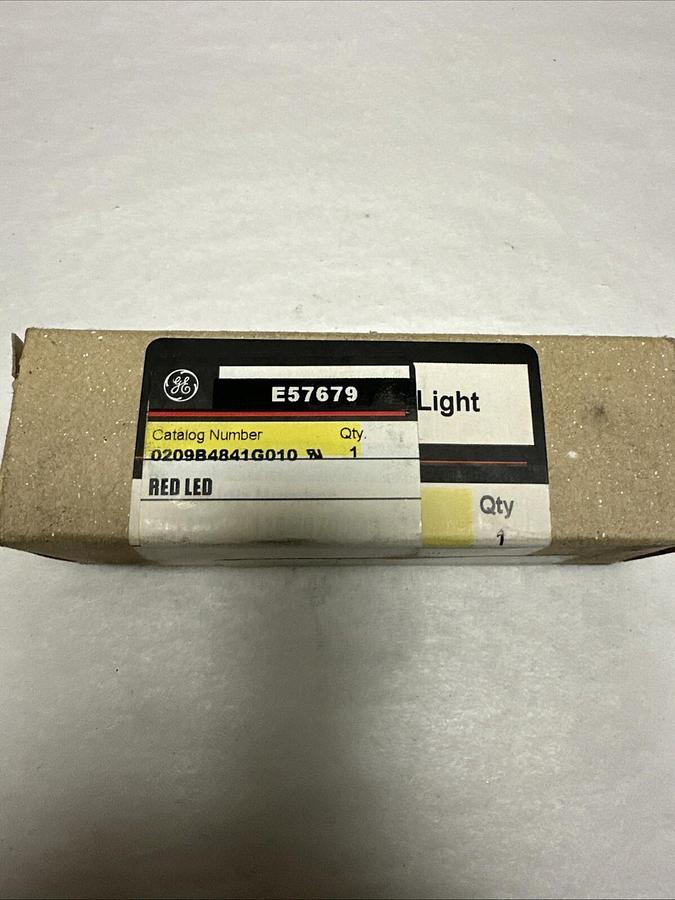 GE
E57679
Light
Catalog Number Qty.
0209B4841G010 1
RED LED
Qty
1